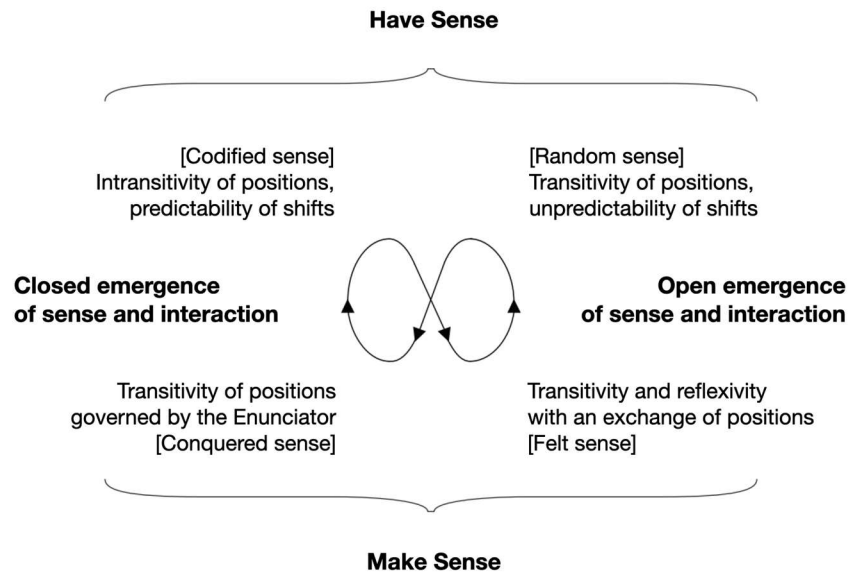 Have Sense
[Codified sense]
Intransitivity of positions,
predictability of shifts
[Random sense]
Transitivity of positions,
unpredictability of shifts
Closed emergence
of sense and interaction
Open emergence
of sense and interaction
Transitivity of positions
governed by the Enunciator
[Conquered sense]
Transitivity and reflexivity
with an exchange of positions
[Felt sense]
Make Sense